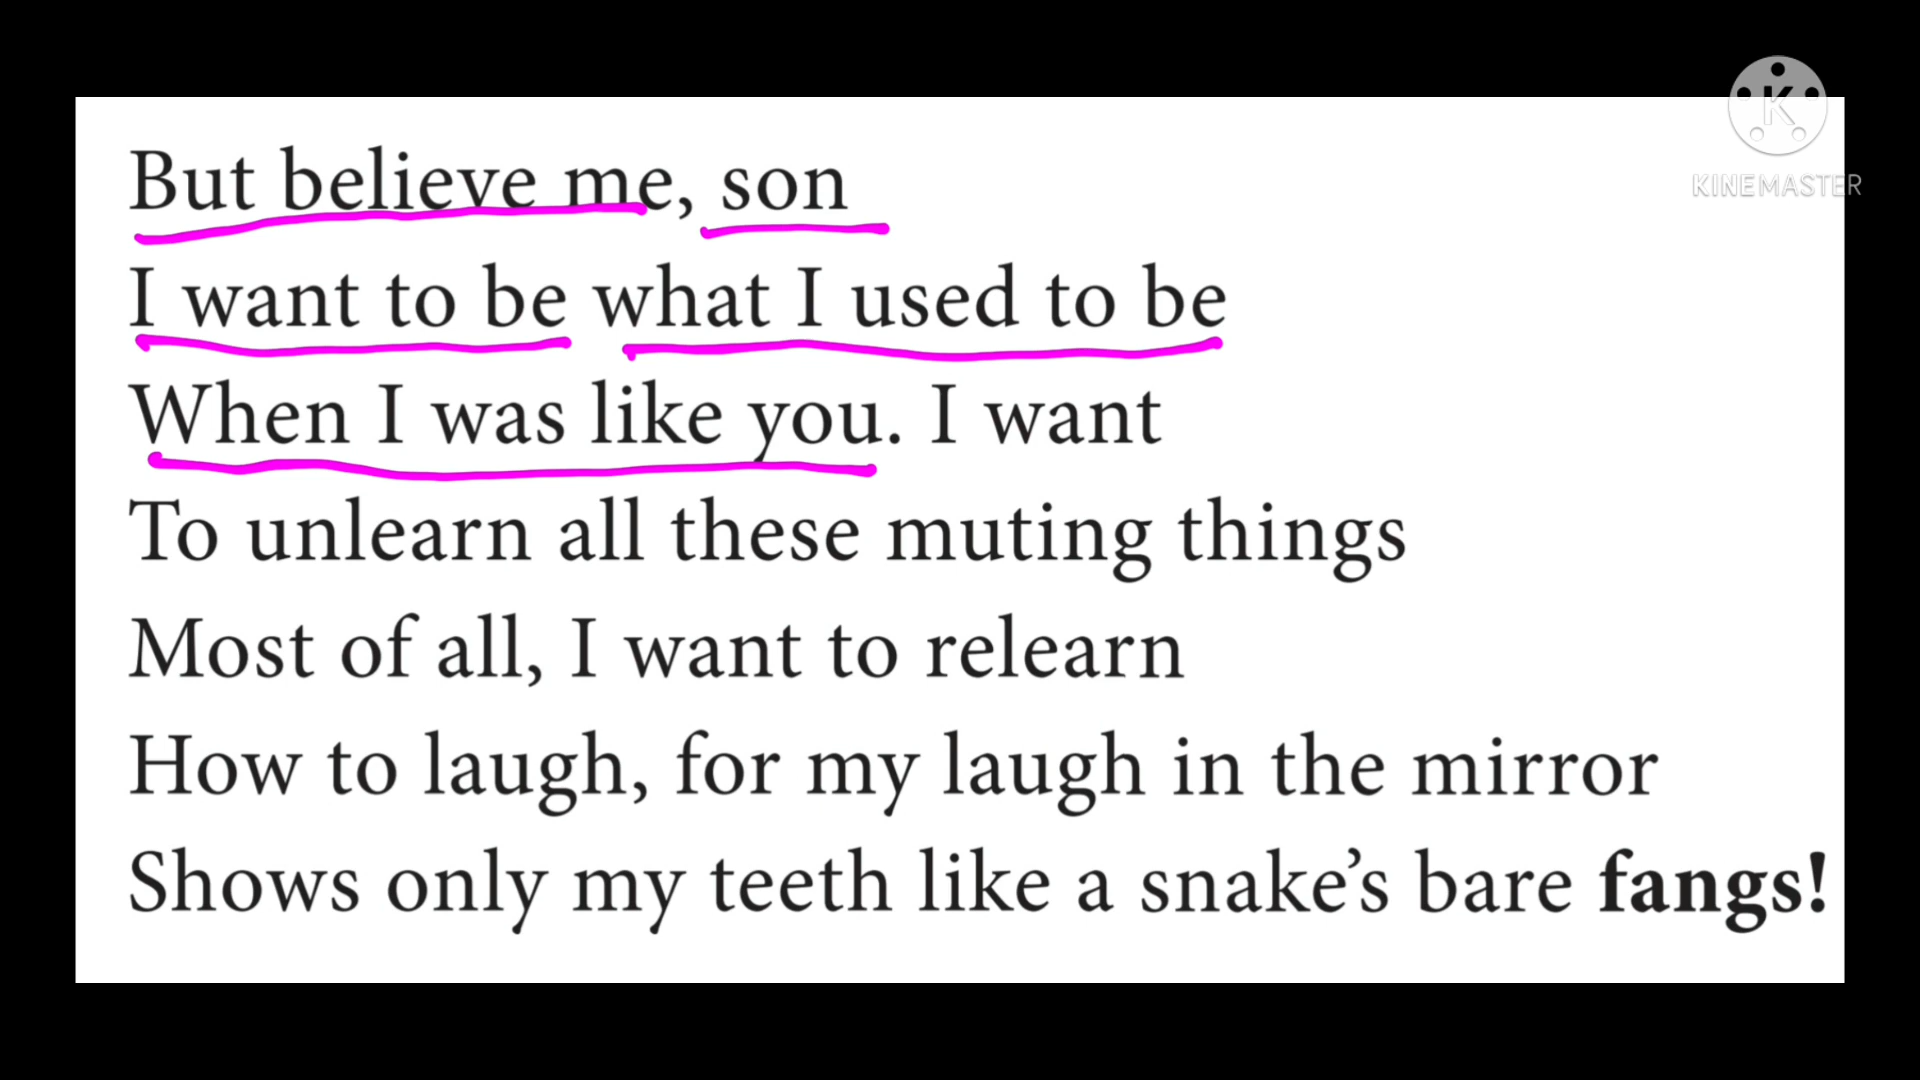 But believe me, son
I want to be what I used to be
When I was like you. I want
To unlearn all these muting things
Most of all, I want to relearn
How to laugh, for my laugh in the mirror
Shows only my teeth like a snake’s bare fangs!
K
KINEMASTER